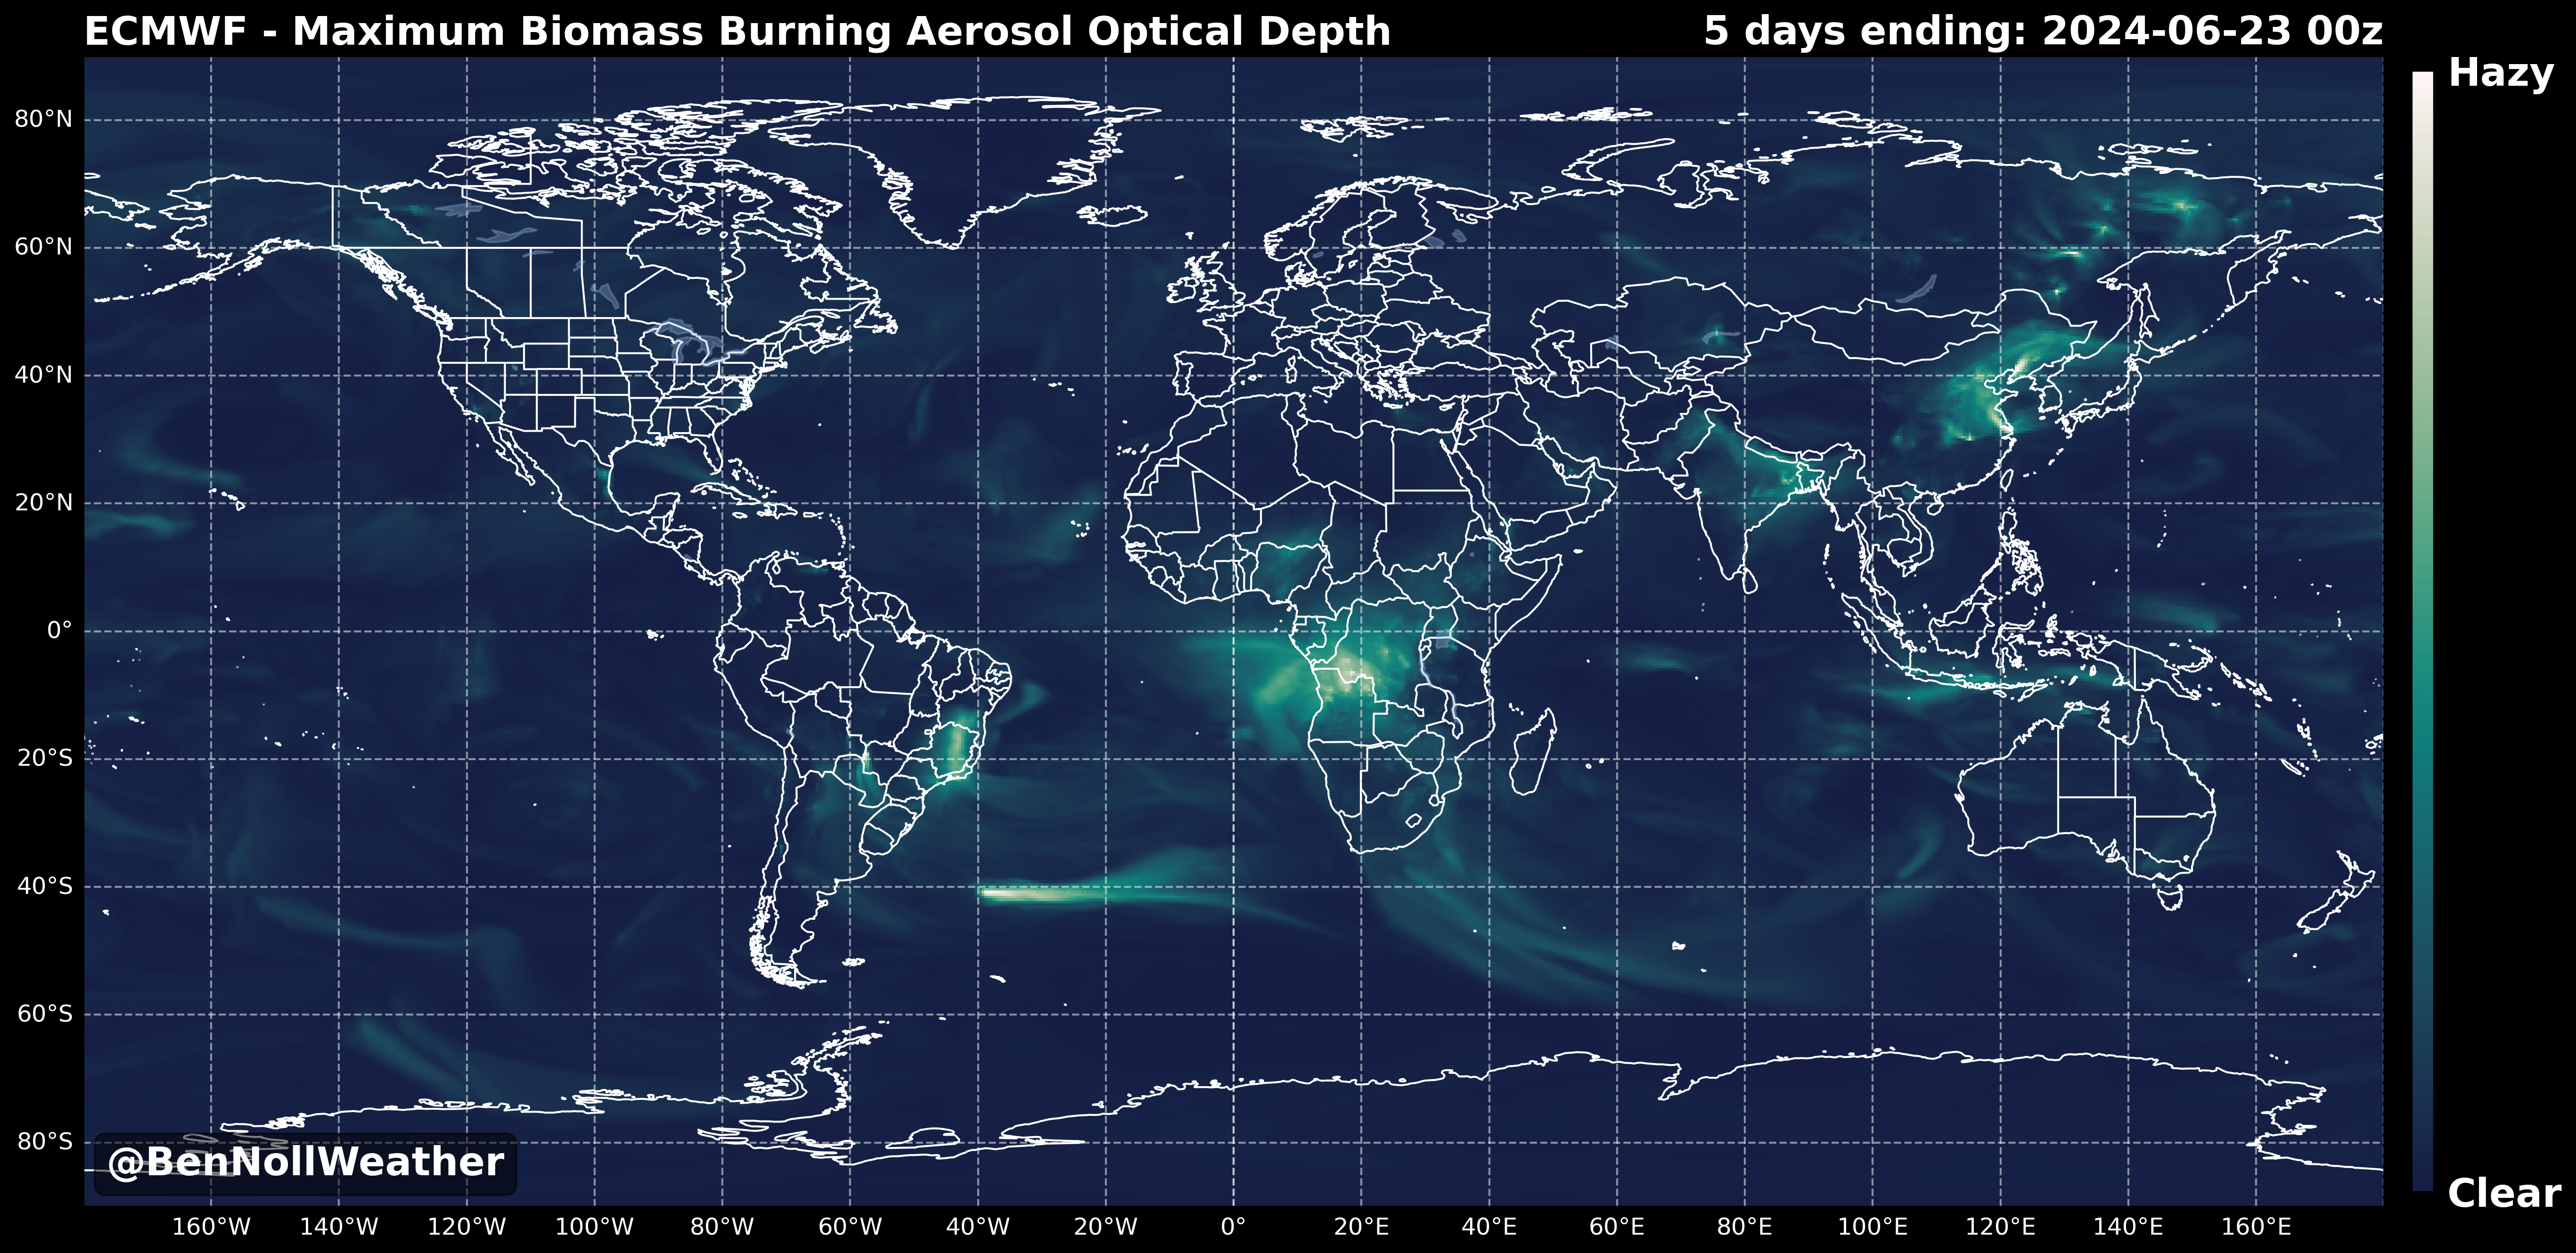 ECMWF - Maximum Biomass Burning Aerosol Optical Depth
5 days ending: 2024-06-23 00z
Hazy
80°N
60°N
40°N
20°N
0°
20°S
40°S
60°S
80°S
@BenNollWeather
Clear
160°W 140°W 120°W 100°W 80°W 60°W 40°W 20°W 0° 20°E 40°E 60°E 80°E 100°E 120°E 140°E 160°E